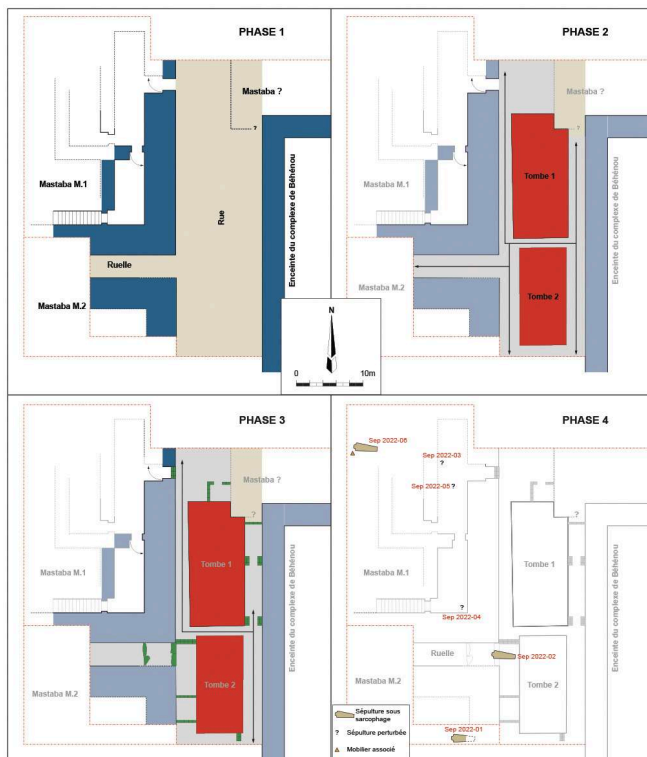 PHASE 1
Mastaba ?
?
Mastaba M.1
Rue
Enceinte du complexe de Béhénou
Ruelle
Mastaba M.2
PHASE 2
Mastaba ?
?
Mastaba M.1
Tombe 1
Enceinte du complexe de Béhénou
Tombe 2
Mastaba M.2
N
0 10m
PHASE 3
Mastaba ?
?
Mastaba M.1
Tombe 1
Enceinte du complexe de Béhénou
Tombe 2
Mastaba M.2
PHASE 4
Sep 2022-06
Sep 2022-03
?
Sep 2022-05 ?
?
Tombe 1
Mastaba M.1
Enceinte du complexe de Béhénou
?
Sep 2022-04
Ruelle
Sep 2022-02
Mastaba M.2
Tombe 2
Sep 2022-01
Sépulture sous
sarcophage
? Sépulture perturbée
Mobilier associé